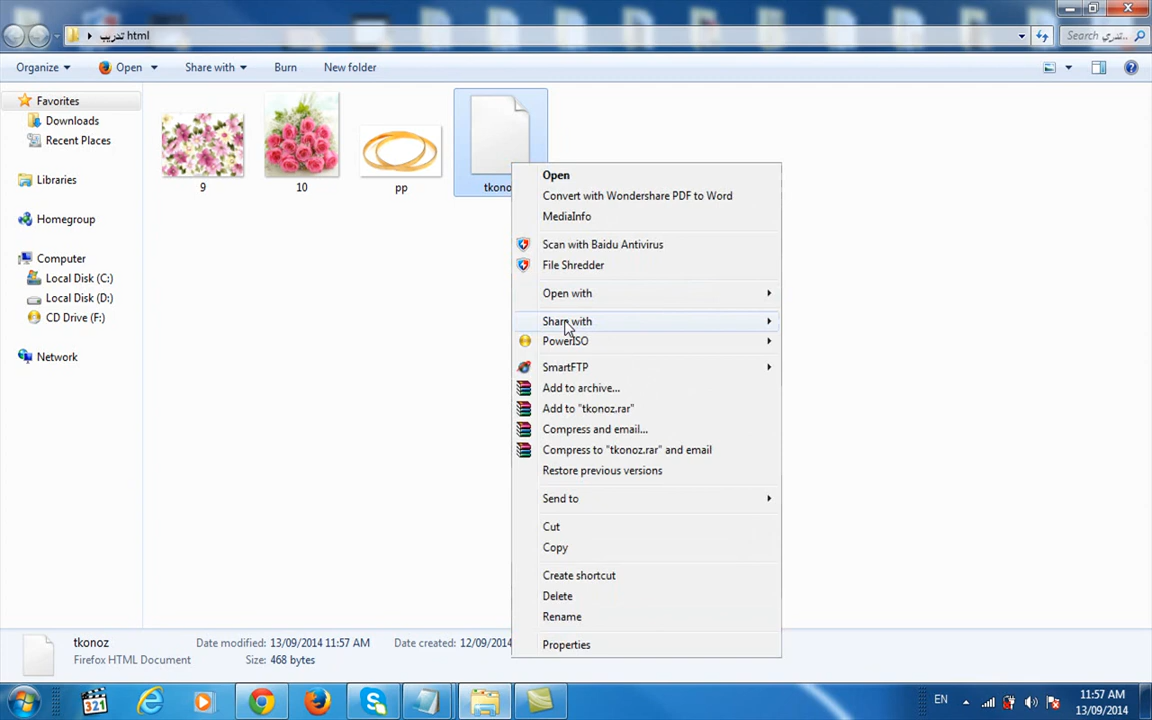 تدريب html
Search تدري...
Organize
Open
Share with
Burn
New folder
Favorites
Downloads
Recent Places
Libraries
Homegroup
Computer
Local Disk (C:)
Local Disk (D:)
CD Drive (F:)
Network
9
10
pp
tkono
Open
Convert with Wondershare PDF to Word
MediaInfo
Scan with Baidu Antivirus
File Shredder
Open with
Share with
PowerISO
SmartFTP
Add to archive...
Add to "tkonoz.rar"
Compress and email...
Compress to "tkonoz.rar" and email
Restore previous versions
Send to
Cut
Copy
Create shortcut
Delete
Rename
Properties
tkonoz
Date modified: 13/09/2014 11:57 AM
Date created: 12/09/2014
Firefox HTML Document
Size: 468 bytes
321
EN
11:57 AM
13/09/2014